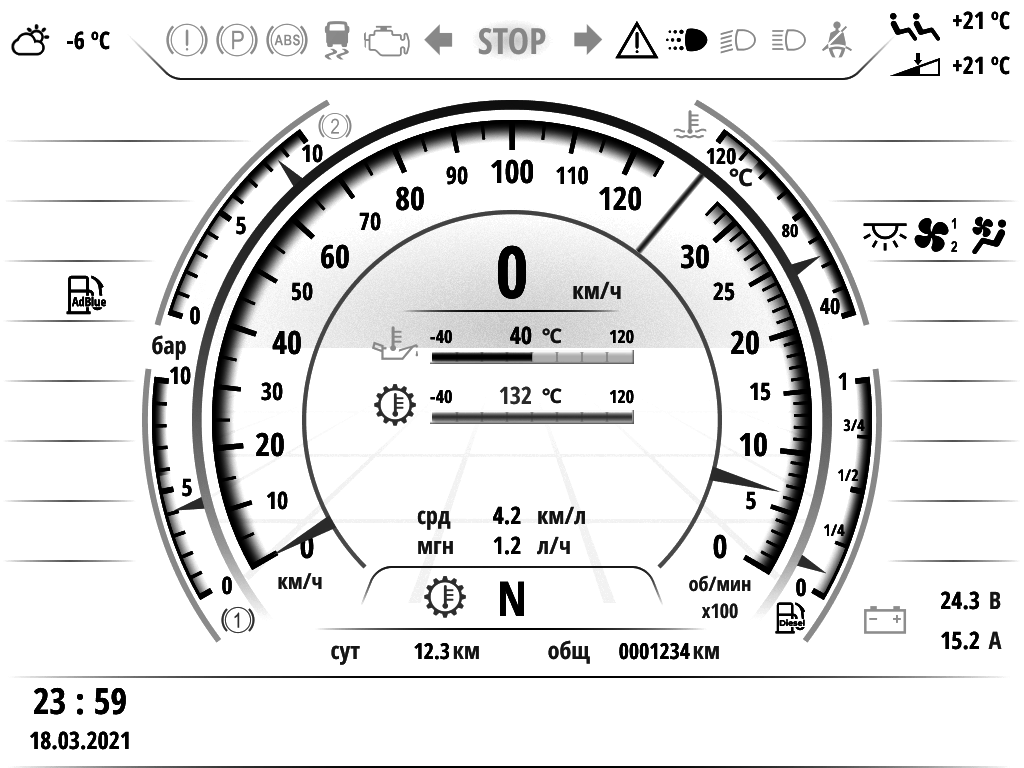 -6 °C
P
ABS
STOP
+21 °C
+21 °C
2
10
5
0
бар
10
5
0
1
0
10
20
30
40
50
60
70
80
90
100
110
120
км/ч
0 км/ч
-40 40 °C 120
-40 132 °C 120
срд 4.2 км/л
мгн 1.2 л/ч
N
сут 12.3 км общ 0001234 км
30
25
20
15
10
5
0
об/мин
x100
120
°C
80
40
1
3/4
1/2
1/4
0
Diesel
AdBlue
1
2
24.3 В
15.2 А
23 : 59
18.03.2021